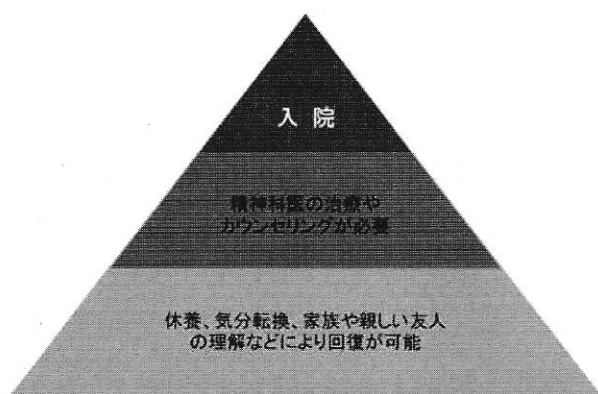 入 院
精神科医の治療や
カウンセリングが必要
休養、気分転換、家族や親しい友人
の理解などにより回復が可能